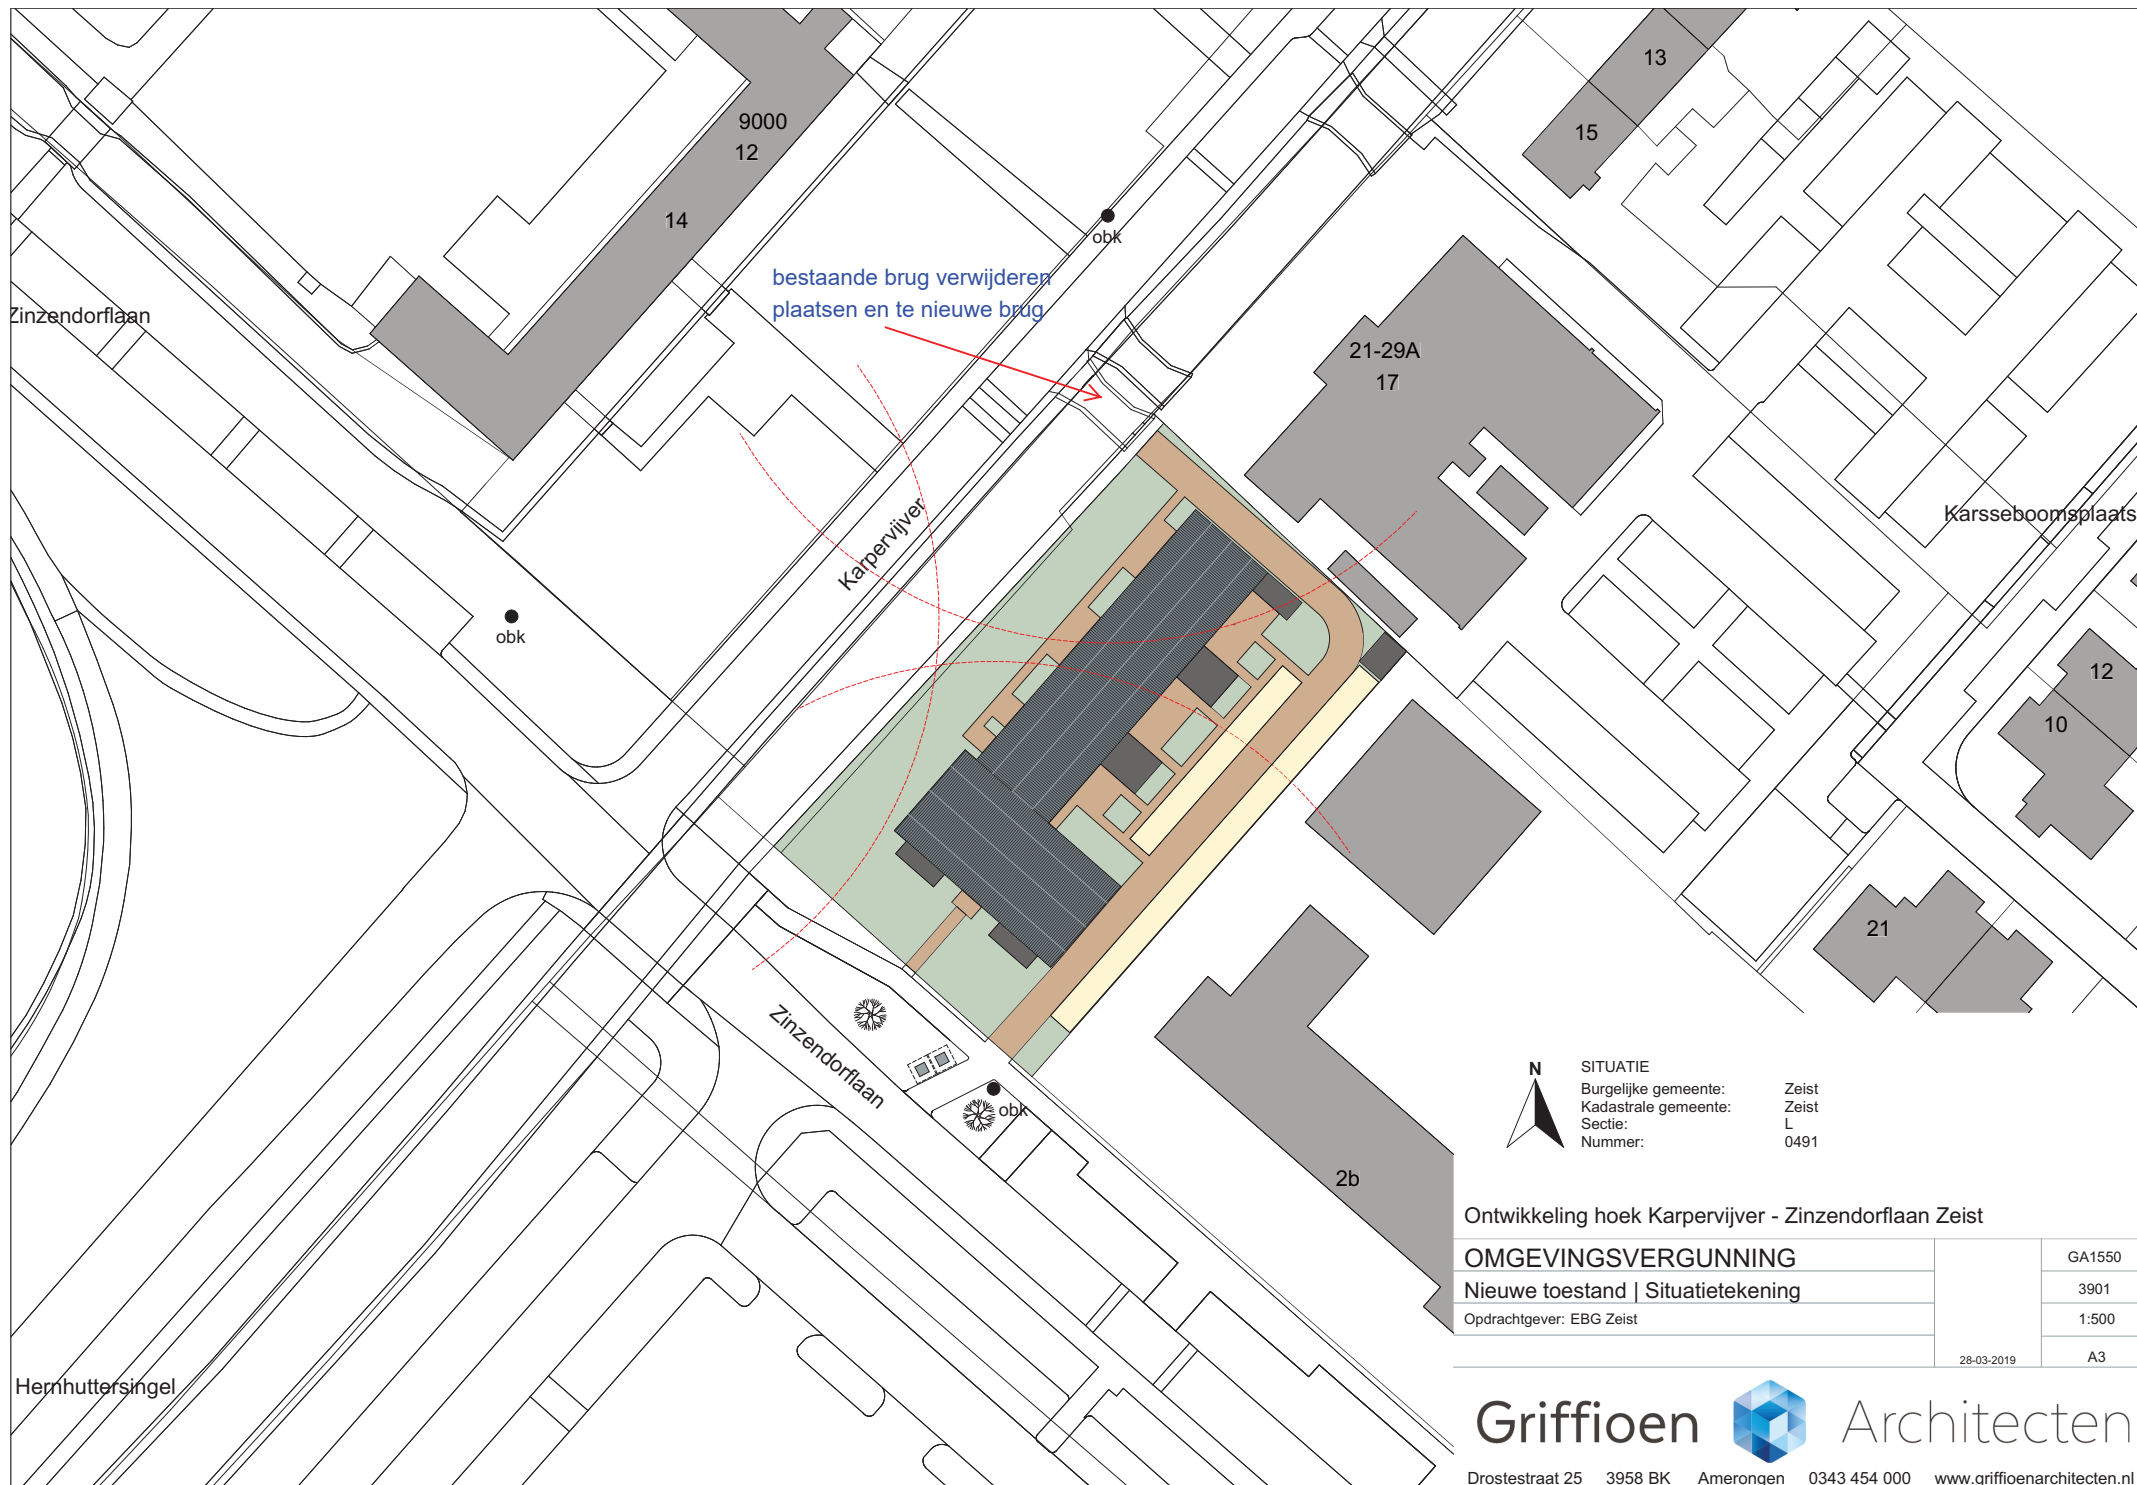 13
15
9000
12
14
obk
bestaande brug verwijderen
plaatsen en te nieuwe brug
Zinzendorflaan
21-29A
17
Karpervijver
Karsseboomsplaats
obk
12
10
21
Zinzendorflaan
obk
2b
Hernhuttersingel
N
SITUATIE
Burgelijke gemeente: Zeist
Kadastrale gemeente: Zeist
Sectie: L
Nummer: 0491
Ontwikkeling hoek Karpervijver - Zinzendorflaan Zeist
OMGEVINGSVERGUNNING GA1550
Nieuwe toestand | Situatietekening 3901
Opdrachtgever: EBG Zeist 1:500
28-03-2019 A3
Griffioen Architecten
Drostestraat 25 3958 BK Amerongen 0343 454 000 www.griffioenarchitecten.nl